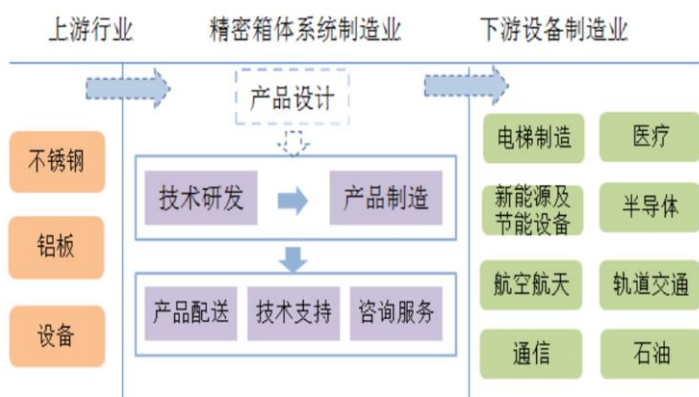 上游行业
精密箱体系统制造业
下游设备制造业
产品设计
不锈钢
铝板
设备
技术研发
产品制造
产品配送
技术支持
咨询服务
电梯制造
医疗
新能源及
节能设备
半导体
航空航天
轨道交通
通信
石油